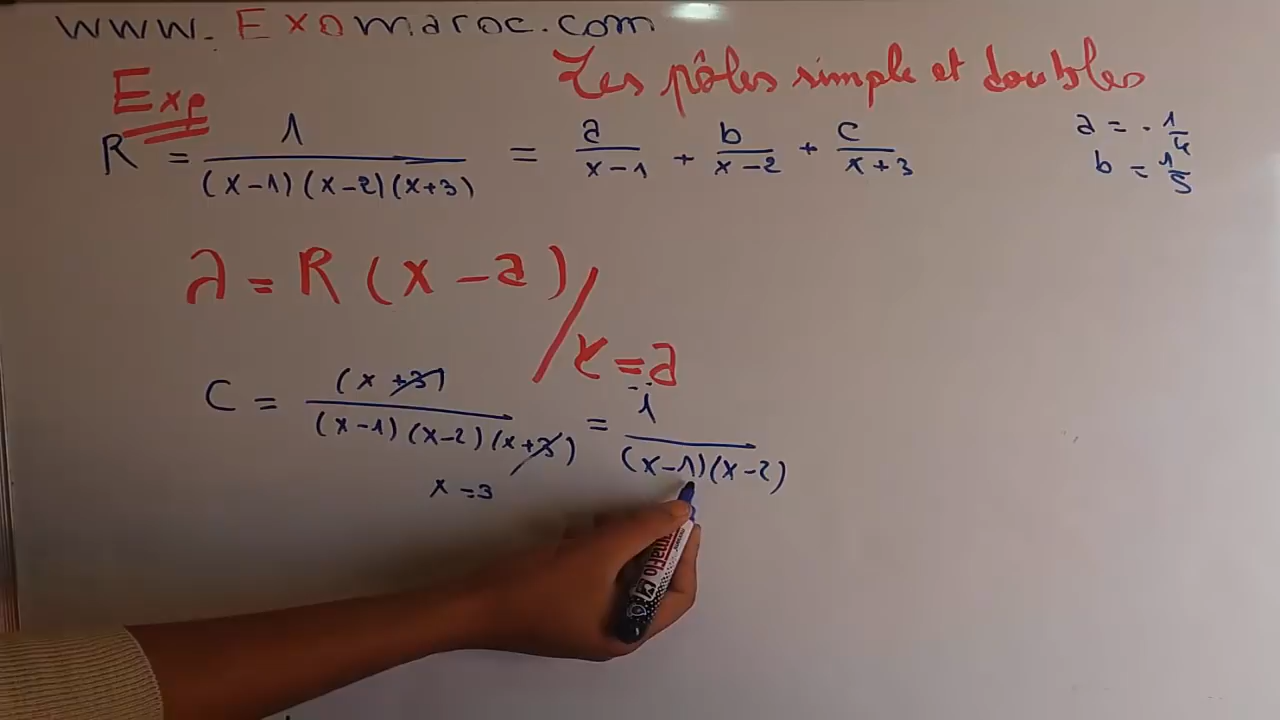 www.Exomaroc.com
Les pôles simple et doubles
Exp
R = 1/((x-1)(x-2)(x+3)) = a/(x-1) + b/(x-2) + c/(x+3)
a = -1/4
b = 1/5
λ = R(x-a)/x=a
C = (x+3)/((x-1)(x-2)(x+3)) = 1/((x-1)(x-2))
x=3